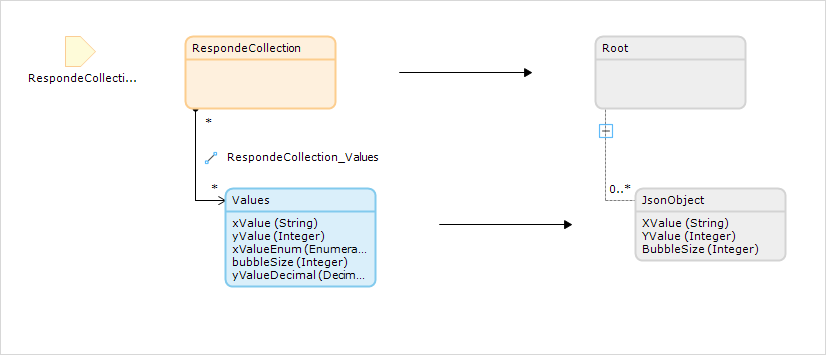 RespondeCollecti...
RespondeCollection
Root
*
RespondeCollection_Values
*
0..*
Values
xValue (String)
yValue (Integer)
xValueEnum (Enumera...
bubbleSize (Integer)
yValueDecimal (Decim...
JsonObject
XValue (String)
YValue (Integer)
BubbleSize (Integer)